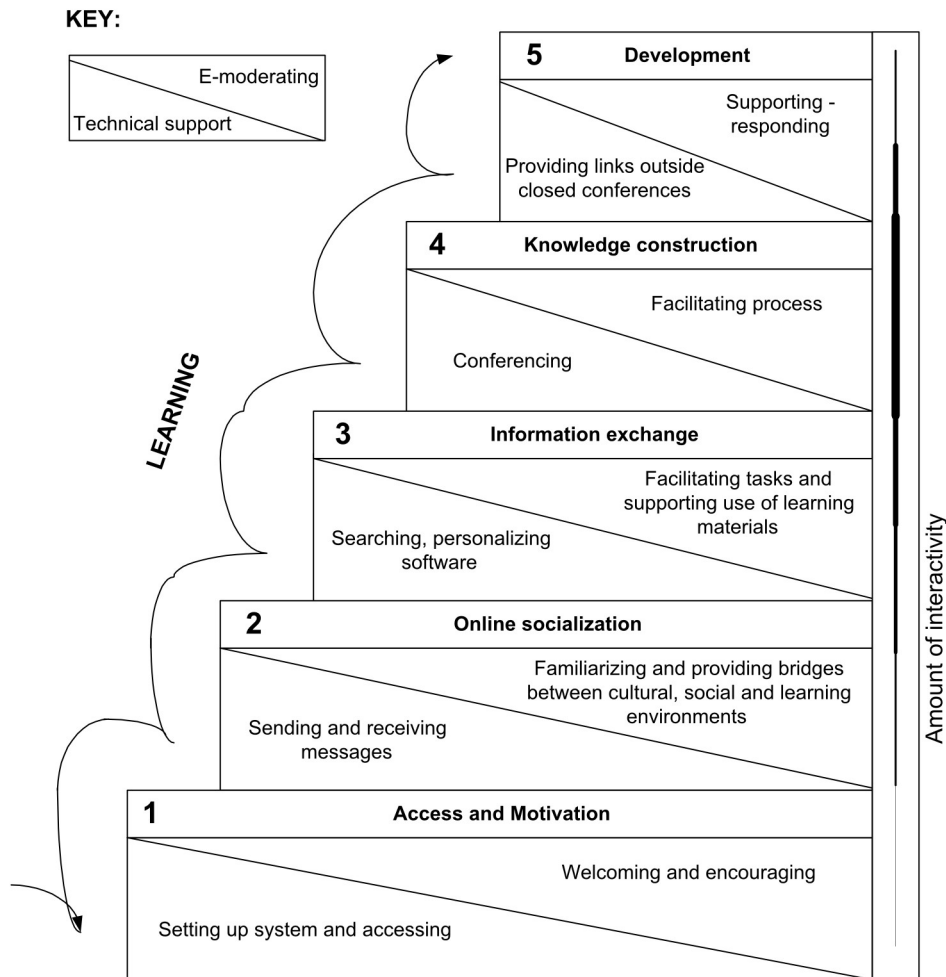 KEY:
E-moderating
Technical support
5 Development
Supporting -
responding
Providing links outside
closed conferences
4 Knowledge construction
Facilitating process
Conferencing
LEARNING
3 Information exchange
Facilitating tasks and
supporting use of learning
materials
Searching, personalizing
software
2 Online socialization
Familiarizing and providing bridges
between cultural, social and learning
environments
Sending and receiving
messages
1 Access and Motivation
Welcoming and encouraging
Setting up system and accessing
Amount of interactivity